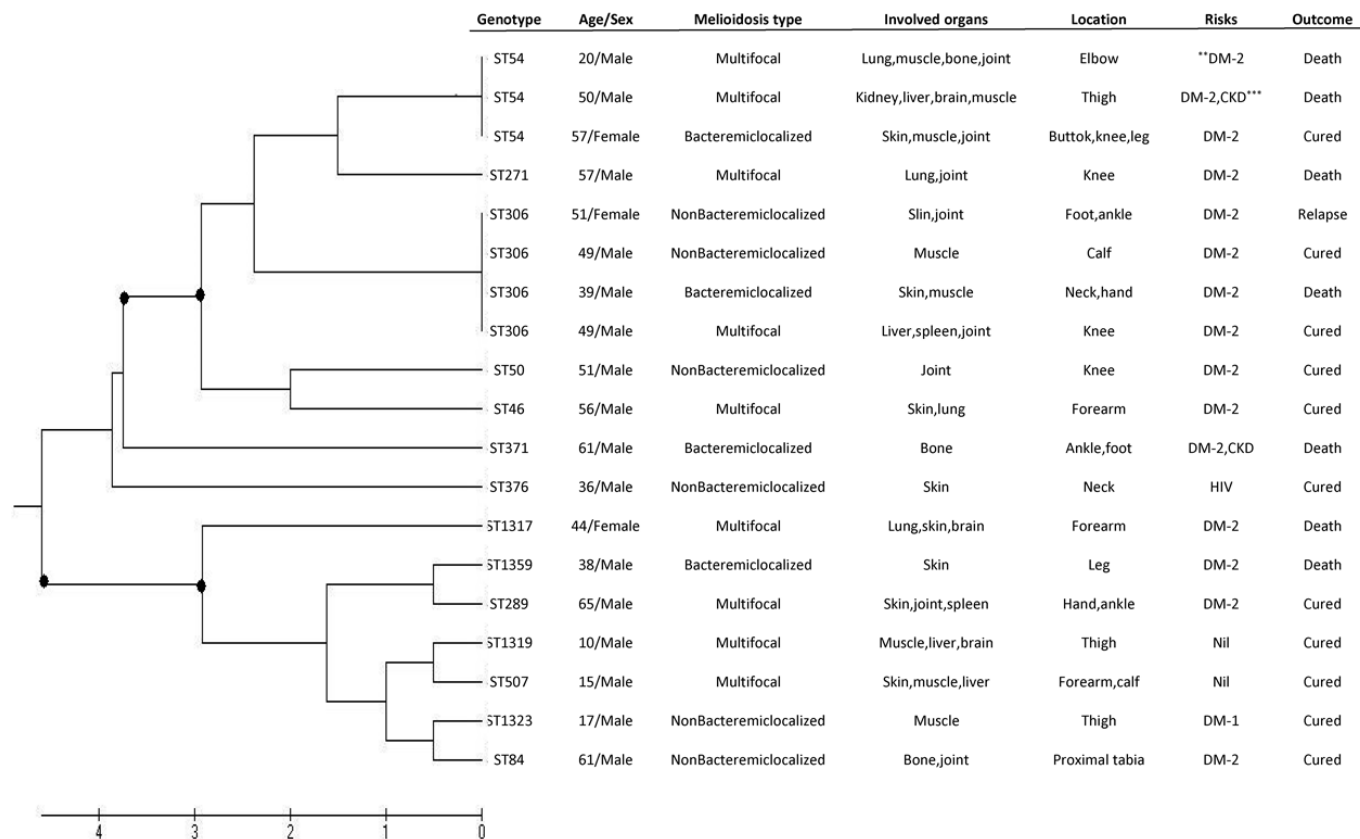 Genotype Age/Sex Melioidosis type Involved organs Location Risks Outcome
ST54 20/Male Multifocal Lung,muscle,bone,joint Elbow **DM-2 Death
ST54 50/Male Multifocal Kidney,liver,brain,muscle Thigh DM-2,CKD*** Death
ST54 57/Female Bacteremiclocalized Skin,muscle,joint Buttok,knee,leg DM-2 Cured
ST271 57/Male Multifocal Lung,joint Knee DM-2 Death
ST306 51/Female NonBacteremiclocalized Slin,joint Foot,ankle DM-2 Relapse
ST306 49/Male NonBacteremiclocalized Muscle Calf DM-2 Cured
ST306 39/Male Bacteremiclocalized Skin,muscle Neck,hand DM-2 Death
ST306 49/Male Multifocal Liver,spleen,joint Knee DM-2 Cured
ST50 51/Male NonBacteremiclocalized Joint Knee DM-2 Cured
ST46 56/Male Multifocal Skin,lung Forearm DM-2 Cured
ST371 61/Male Bacteremiclocalized Bone Ankle,foot DM-2,CKD Death
ST376 36/Male NonBacteremiclocalized Skin Neck HIV Cured
ST1317 44/Female Multifocal Lung,skin,brain Forearm DM-2 Death
ST1359 38/Male Bacteremiclocalized Skin Leg DM-2 Death
ST289 65/Male Multifocal Skin,joint,spleen Hand,ankle DM-2 Cured
ST1319 10/Male Multifocal Muscle,liver,brain Thigh Nil Cured
ST507 15/Male Multifocal Skin,muscle,liver Forearm,calf Nil Cured
ST1323 17/Male NonBacteremiclocalized Muscle Thigh DM-1 Cured
ST84 61/Male NonBacteremiclocalized Bone,joint Proximal tabia DM-2 Cured
4 3 2 1 0